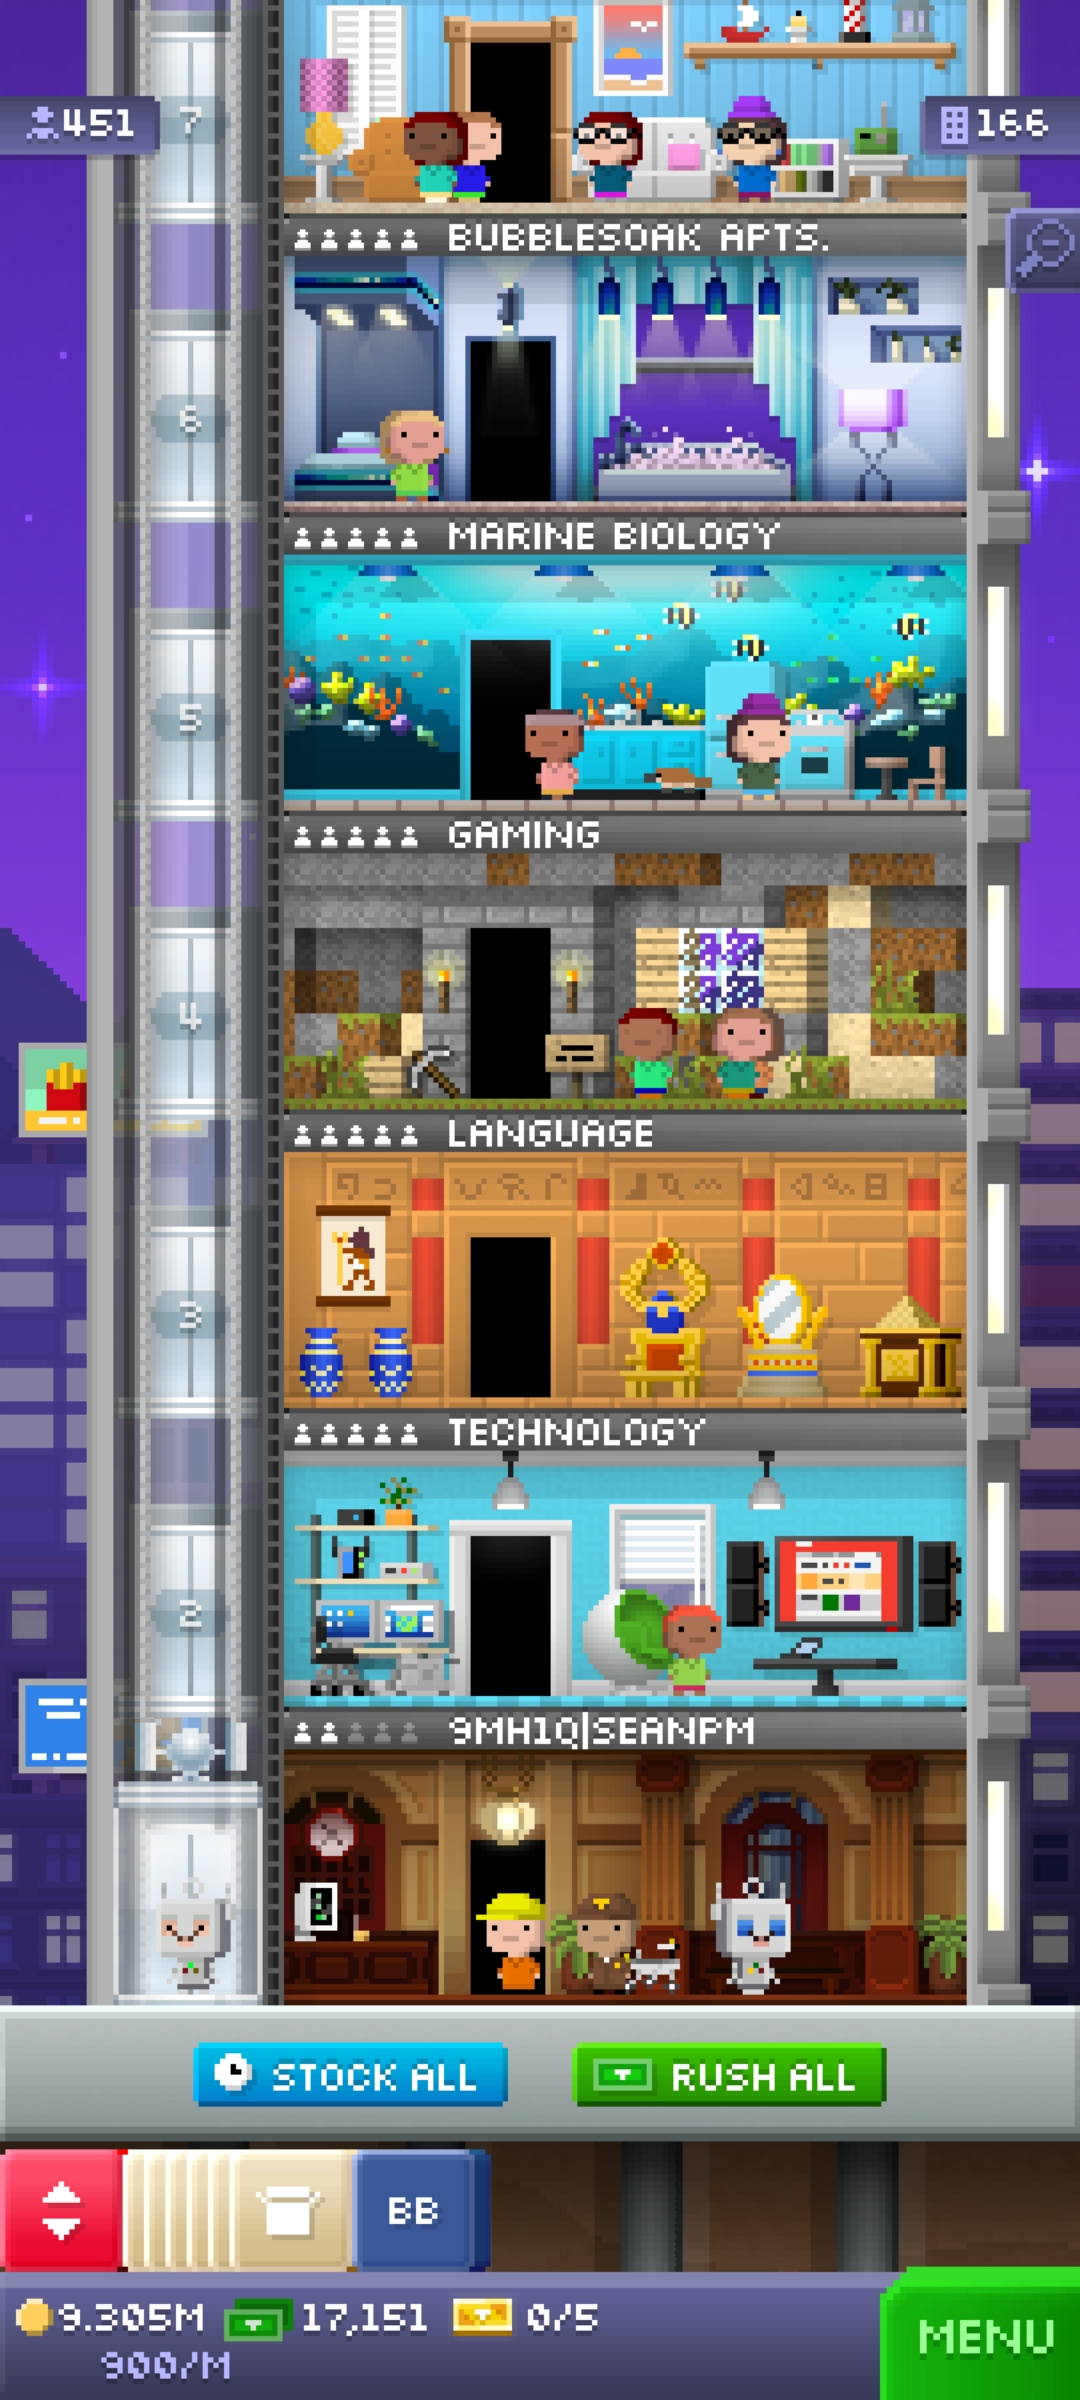 451
7
166
BUBBLESOAK APTS.
6
MARINE BIOLOGY
5
GAMING
4
LANGUAGE
3
TECHNOLOGY
2
9MH1Q|SEANPM
STOCK ALL
RUSH ALL
BB
9.305M
17,151
0/5
900/M
MENU